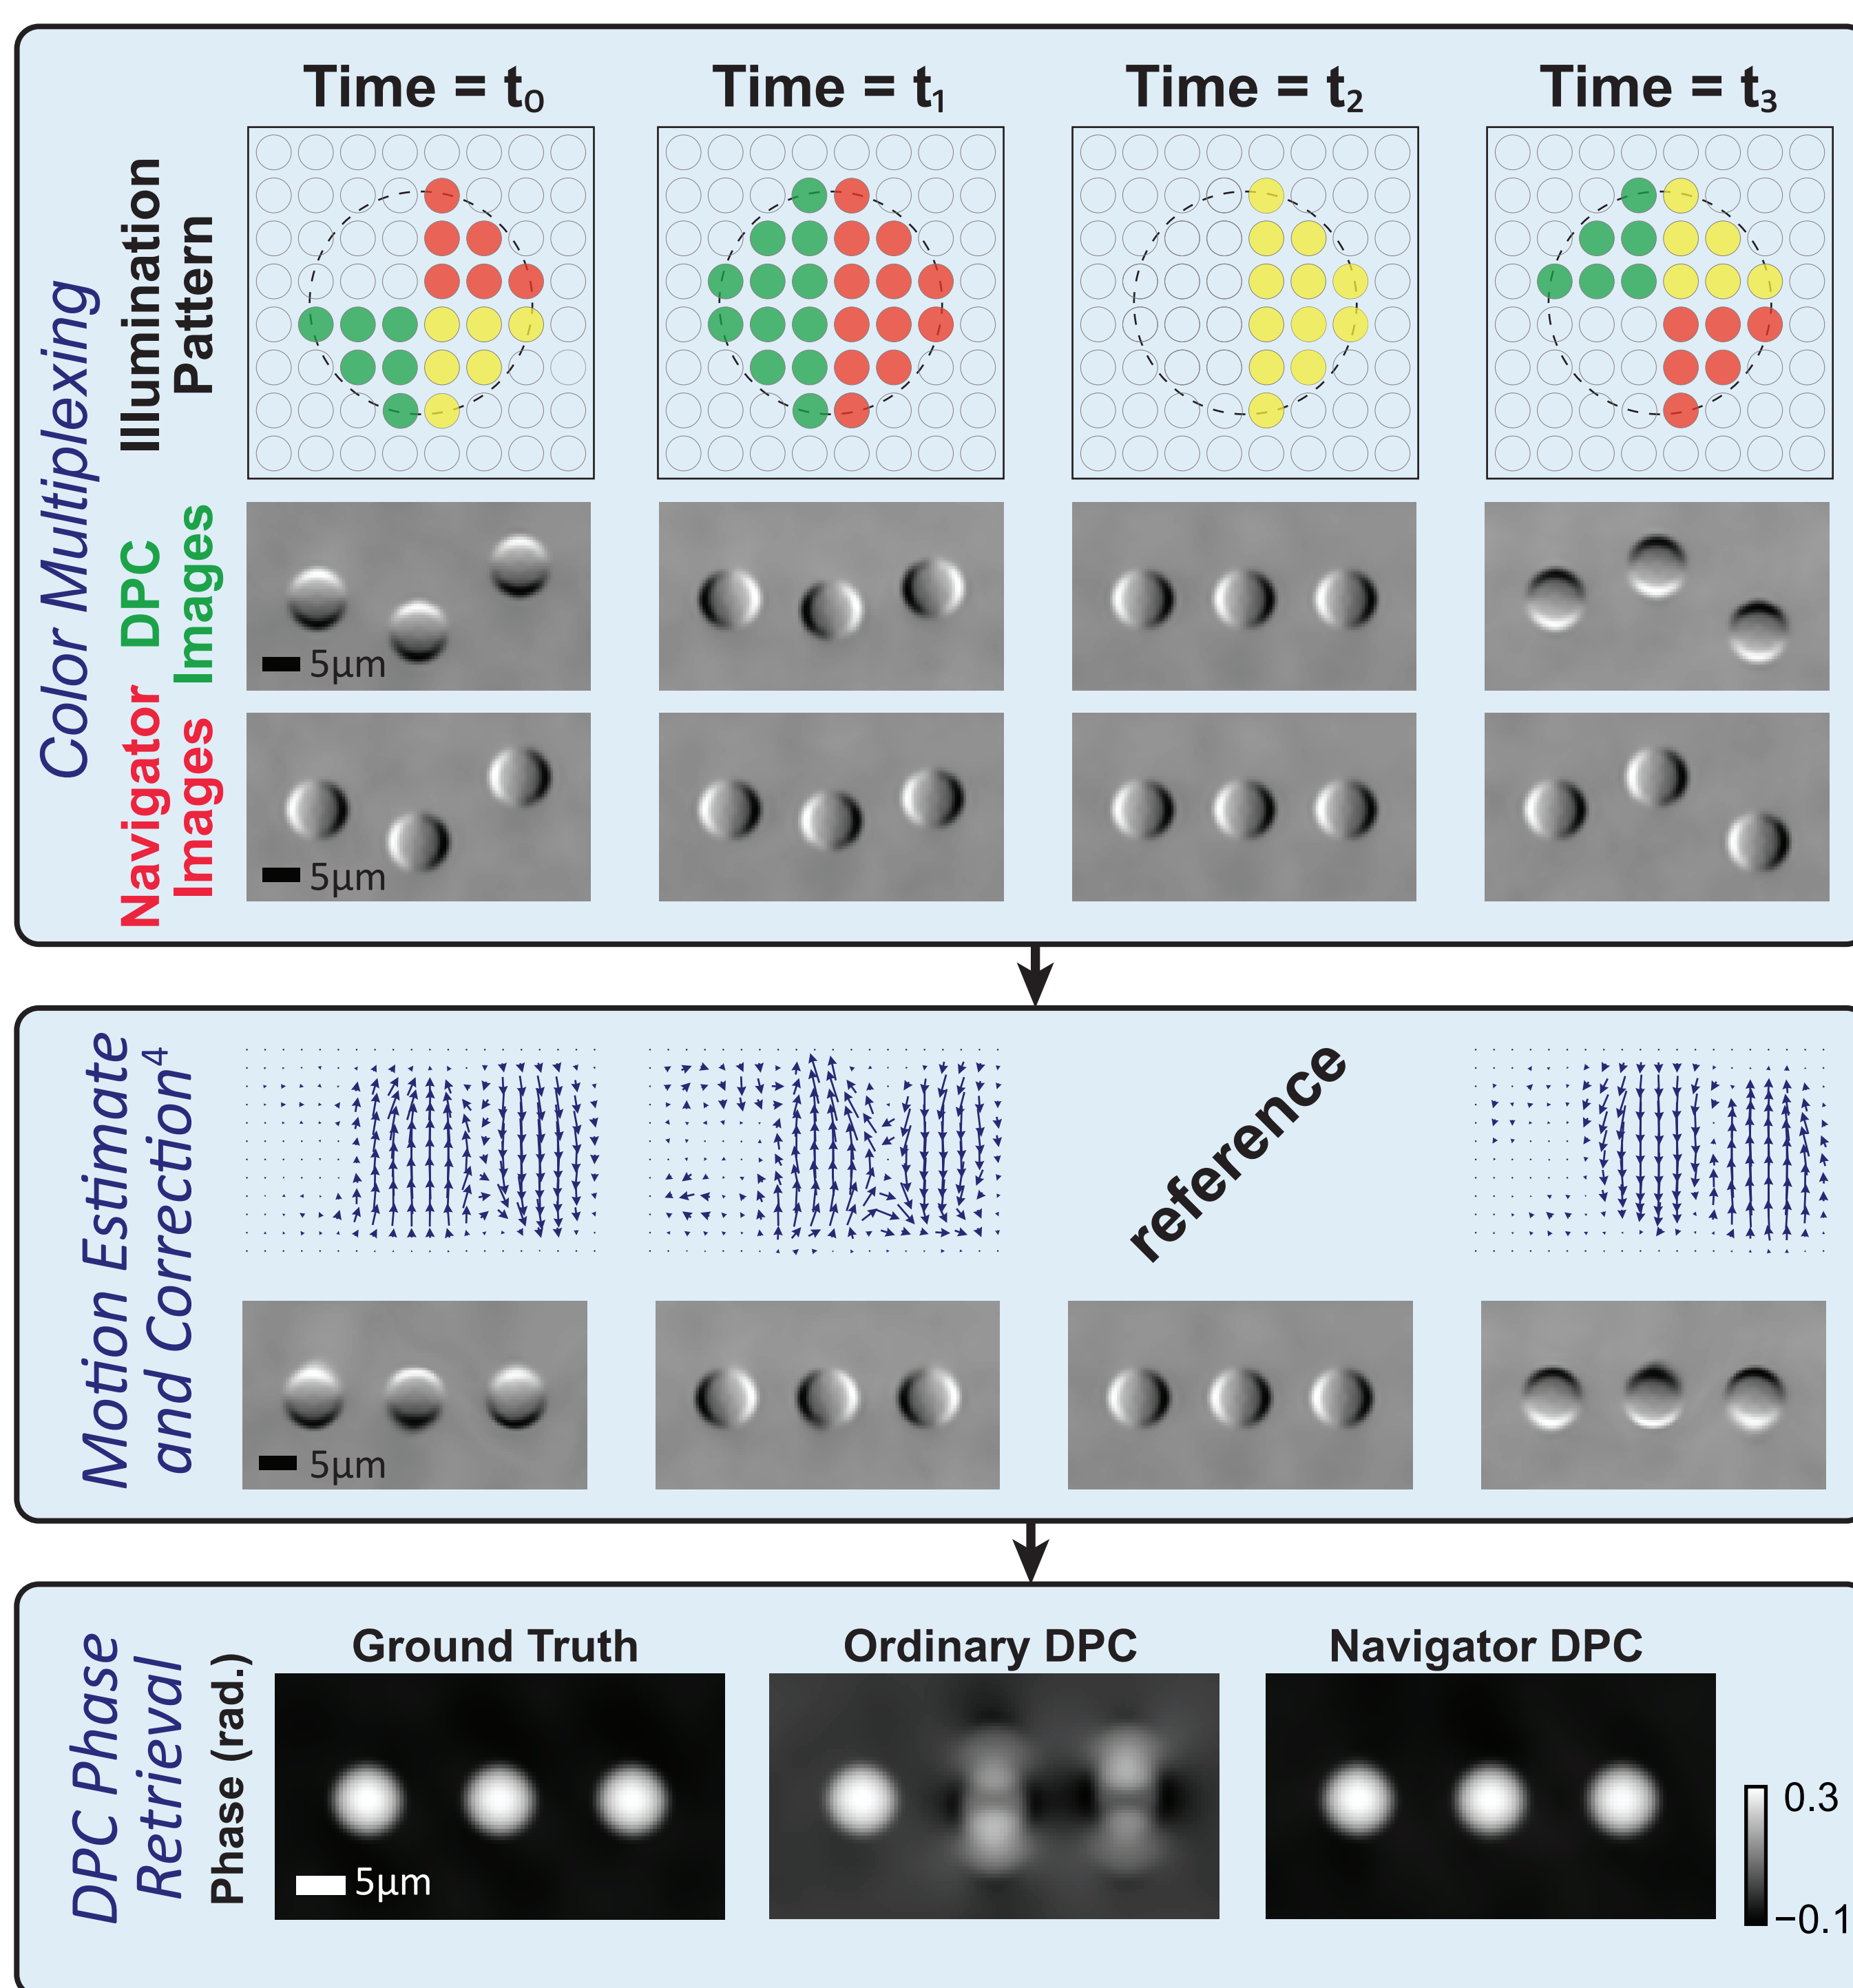 Time = t0
Time = t1
Time = t2
Time = t3
Color Multiplexing
Illumination
Pattern
DPC
Images
5µm
Navigator
Images
5µm
Motion Estimate
and Correction4
reference
5µm
DPC Phase
Retrieval
Phase (rad.)
Ground Truth
Ordinary DPC
Navigator DPC
5µm
0.3
−0.1